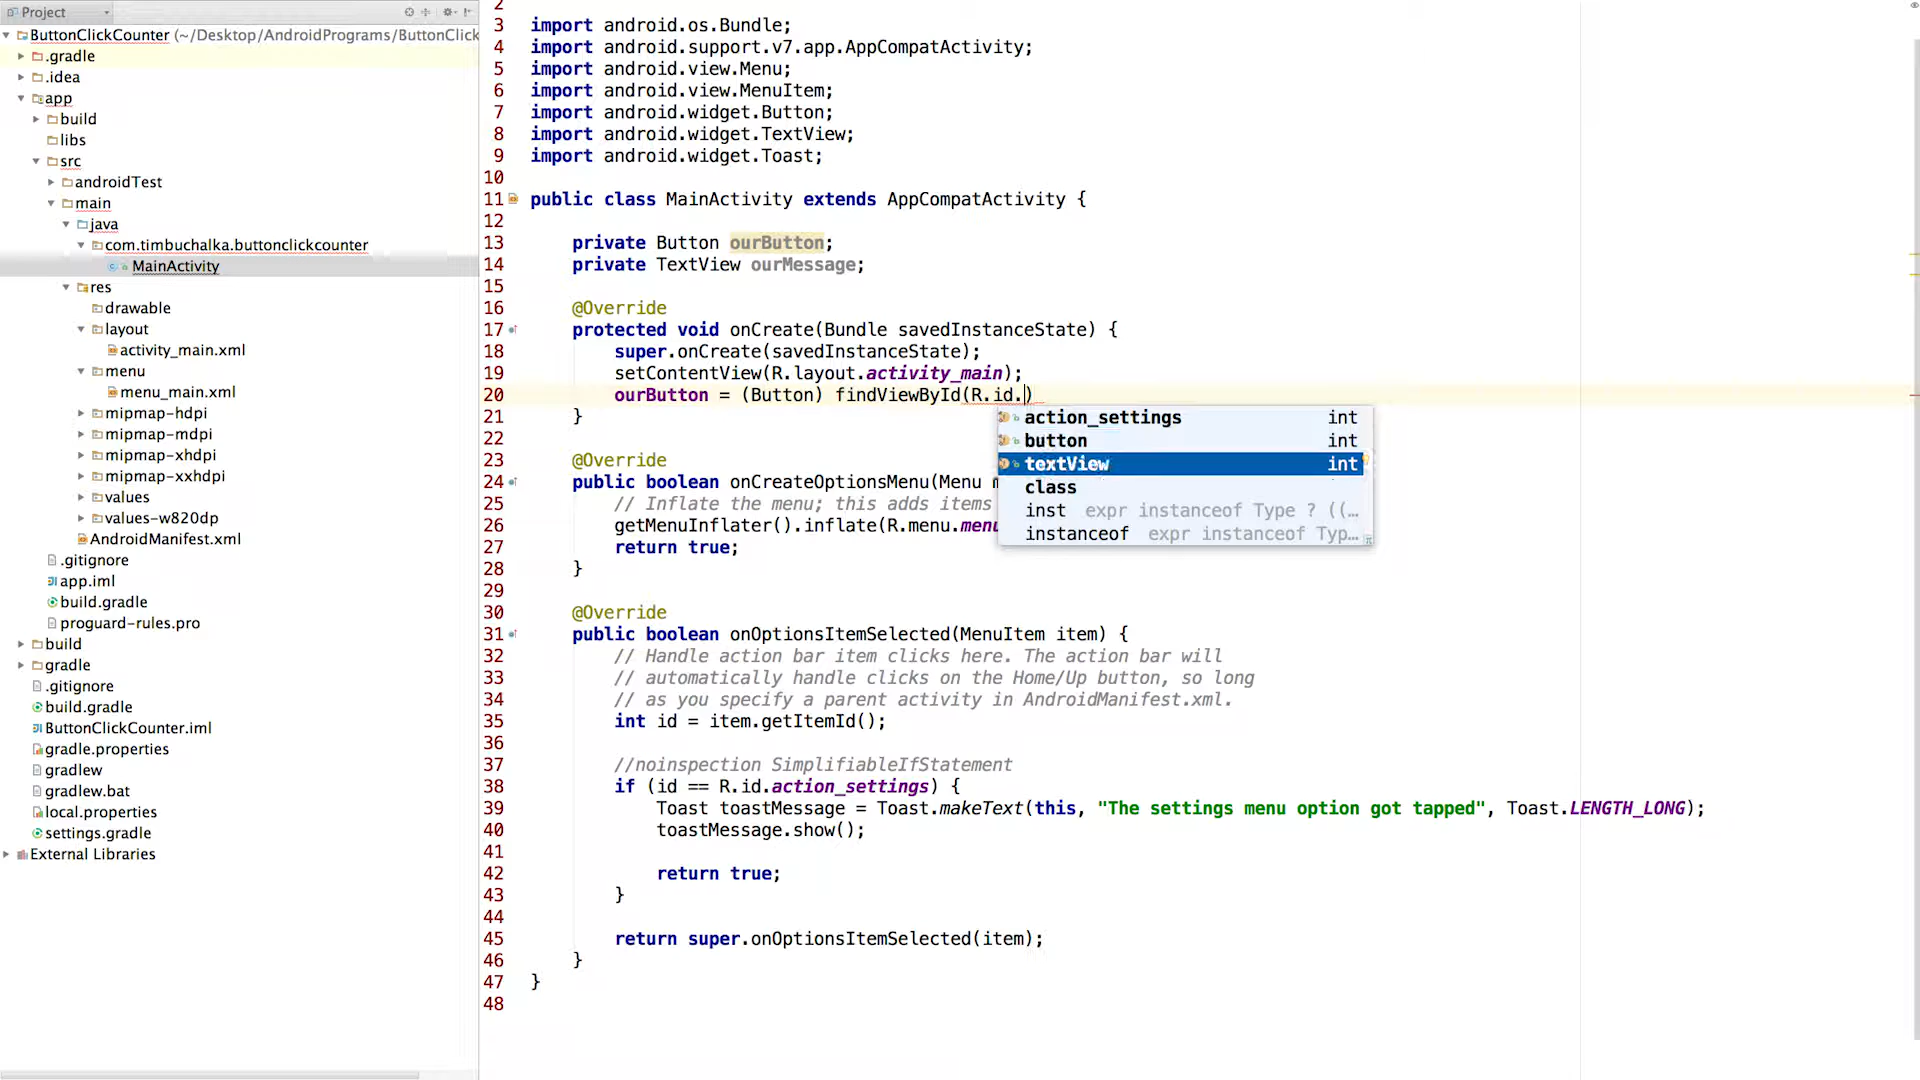 Project
ButtonClickCounter (~/Desktop/AndroidPrograms/ButtonClick
.gradle
.idea
app
build
libs
src
androidTest
main
java
com.timbuchalka.buttonclickcounter
MainActivity
res
drawable
layout
activity_main.xml
menu
menu_main.xml
mipmap-hdpi
mipmap-mdpi
mipmap-xhdpi
mipmap-xxhdpi
values
values-w820dp
AndroidManifest.xml
.gitignore
app.iml
build.gradle
proguard-rules.pro
build
gradle
.gitignore
build.gradle
ButtonClickCounter.iml
gradle.properties
gradlew
gradlew.bat
local.properties
settings.gradle
External Libraries
2
3 import android.os.Bundle;
4 import android.support.v7.app.AppCompatActivity;
5 import android.view.Menu;
6 import android.view.MenuItem;
7 import android.widget.Button;
8 import android.widget.TextView;
9 import android.widget.Toast;
10
11 public class MainActivity extends AppCompatActivity {
12
13 private Button ourButton;
14 private TextView ourMessage;
15
16 @Override
17 protected void onCreate(Bundle savedInstanceState) {
18 super.onCreate(savedInstanceState);
19 setContentView(R.layout.activity_main);
20 ourButton = (Button) findViewById(R.id.)
21 }
22
23 @Override
24 public boolean onCreateOptionsMenu(Menu m
25 // Inflate the menu; this adds items
26 getMenuInflater().inflate(R.menu.menu
27 return true;
28 }
29
30 @Override
31 public boolean onOptionsItemSelected(MenuItem item) {
32 // Handle action bar item clicks here. The action bar will
33 // automatically handle clicks on the Home/Up button, so long
34 // as you specify a parent activity in AndroidManifest.xml.
35 int id = item.getItemId();
36
37 //noinspection SimplifiableIfStatement
38 if (id == R.id.action_settings) {
39 Toast toastMessage = Toast.makeText(this, "The settings menu option got tapped", Toast.LENGTH_LONG);
40 toastMessage.show();
41
42 return true;
43 }
44
45 return super.onOptionsItemSelected(item);
46 }
47 }
48
action_settings int
button int
textView int
class
inst expr instanceof Type ? ((…
instanceof expr instanceof Typ…